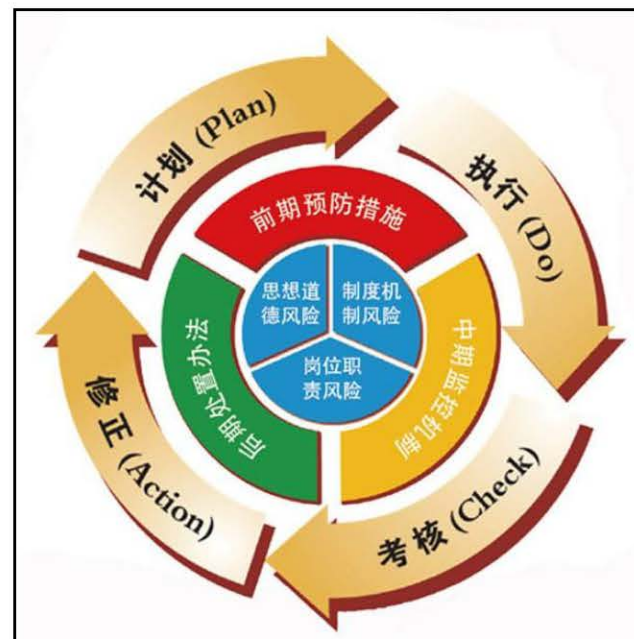 计划 (Plan)
执行 (Do)
考核 (Check)
修正 (Action)
前期预防措施
中期监控机制
后期处置办法
思想道
德风险
制度机
制风险
岗位职
责风险